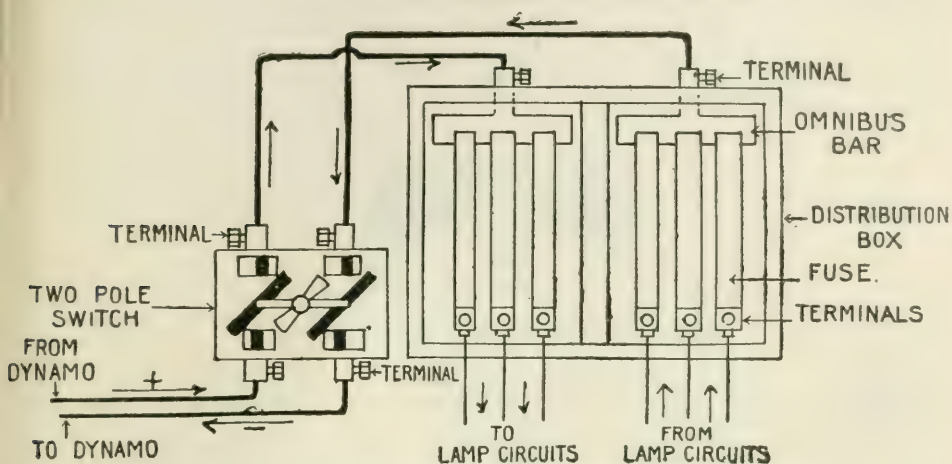 TERMINAL
OMNIBUS
BAR
TERMINAL
DISTRIBUTION
BOX
FUSE.
TWO POLE
SWITCH
TERMINALS
FROM
DYNAMO
+
TERMINAL
-
TO DYNAMO
TO
LAMP CIRCUITS
FROM
LAMP CIRCUITS